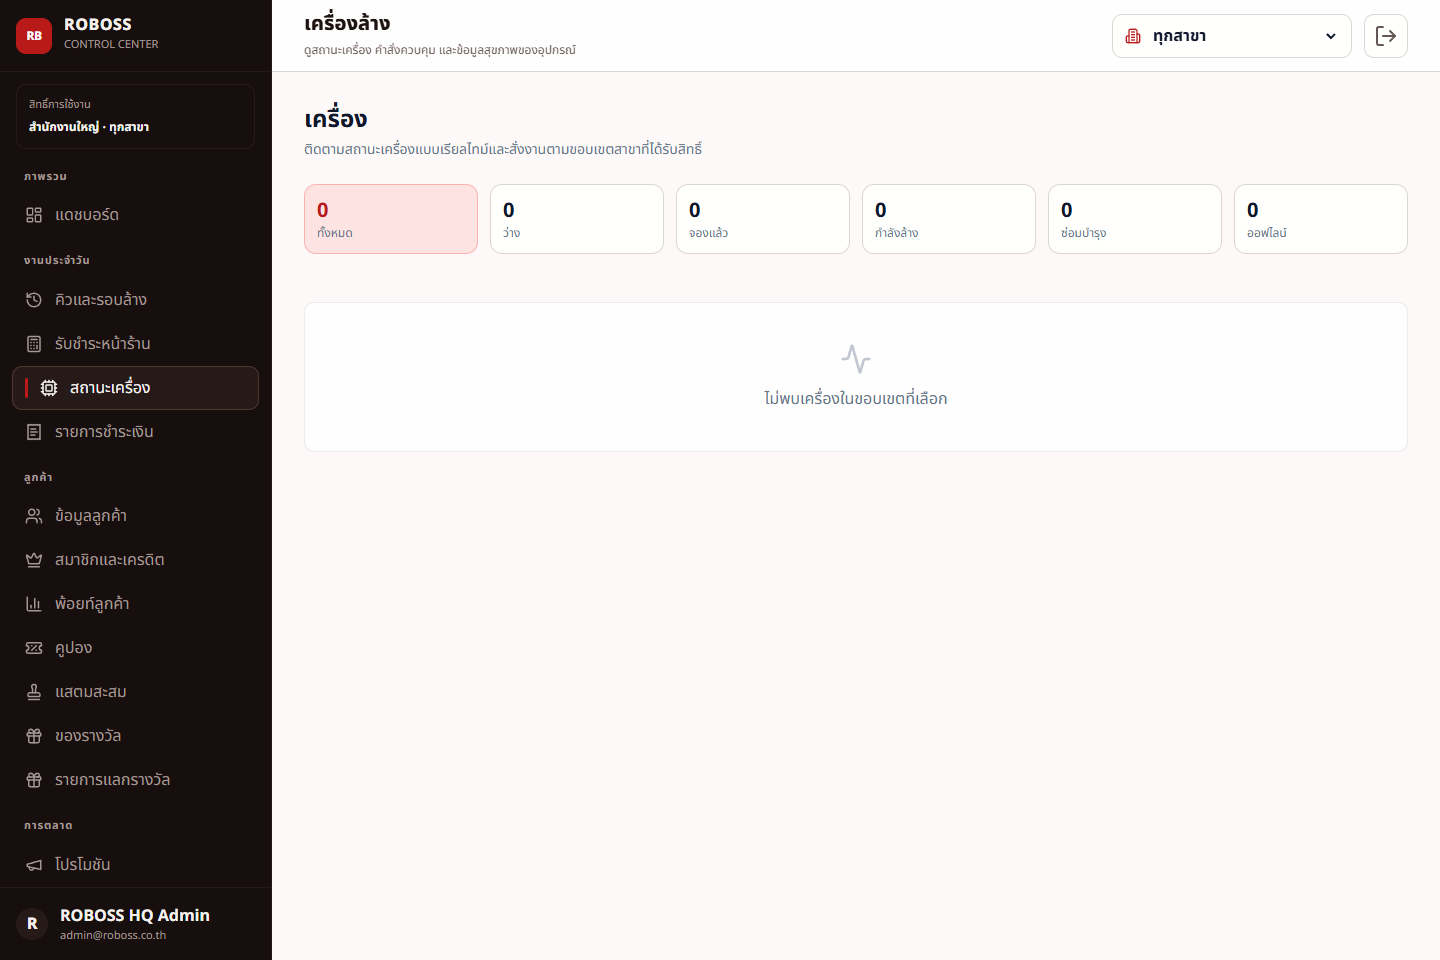 RB
ROBOSS
CONTROL CENTER
สิทธิ์การใช้งาน
สำนักงานใหญ่ · ทุกสาขา
ภาพรวม
แดชบอร์ด
งานประจำวัน
คิวและรอบล้าง
รับชำระหน้าร้าน
สถานะเครื่อง
รายการชำระเงิน
ลูกค้า
ข้อมูลลูกค้า
สมาชิกและเครดิต
พ้อยท์ลูกค้า
คูปอง
แสตมสะสม
ของรางวัล
รายการแลกรางวัล
การตลาด
โปรโมชัน
R
ROBOSS HQ Admin
admin@roboss.co.th
เครื่องล้าง
ดูสถานะเครื่อง คำสั่งควบคุม และข้อมูลสุขภาพของอุปกรณ์
ทุกสาขา
เครื่อง
ติดตามสถานะเครื่องแบบเรียลไทม์และสั่งงานตามขอบเขตสาขาที่ได้รับสิทธิ์
0
ทั้งหมด
0
ว่าง
0
จองแล้ว
0
กำลังล้าง
0
ซ่อมบำรุง
0
ออฟไลน์
ไม่พบเครื่องในขอบเขตที่เลือก